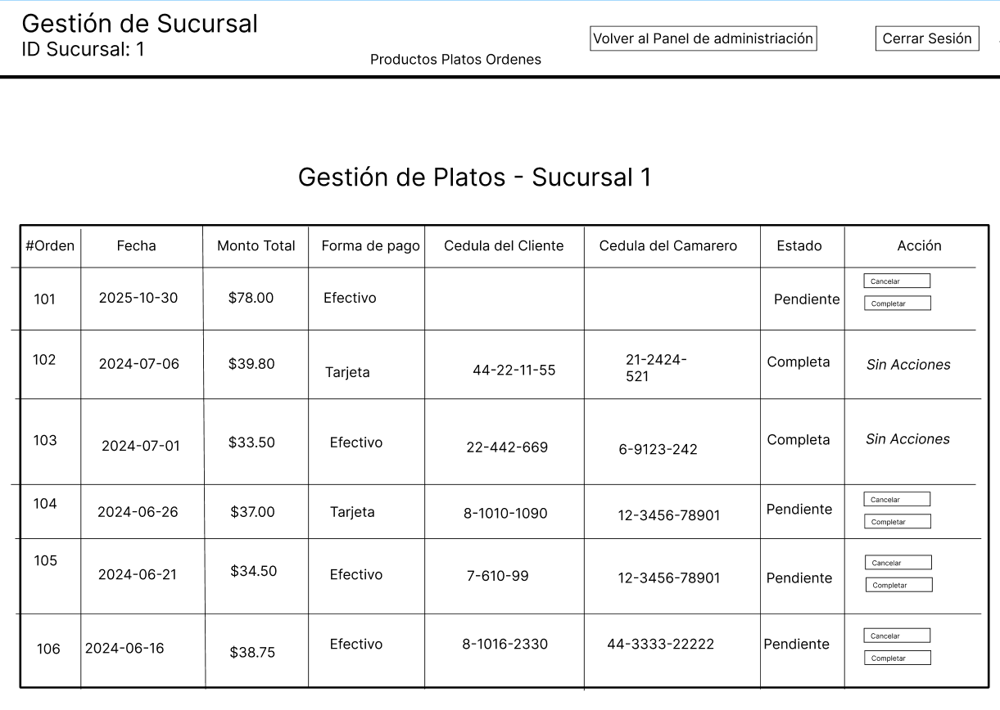 Gestión de Sucursal
ID Sucursal: 1
Productos Platos Ordenes
Volver al Panel de administriación
Cerrar Sesión
Gestión de Platos - Sucursal 1
#Orden Fecha Monto Total Forma de pago Cedula del Cliente Cedula del Camarero Estado Acción
101 2025-10-30 $78.00 Efectivo Pendiente Cancelar
Completar
102 2024-07-06 $39.80 Tarjeta 44-22-11-55 21-2424-
521 Completa Sin Acciones
103 2024-07-01 $33.50 Efectivo 22-442-669 6-9123-242 Completa Sin Acciones
104 2024-06-26 $37.00 Tarjeta 8-1010-1090 12-3456-78901 Pendiente Cancelar
Completar
105 2024-06-21 $34.50 Efectivo 7-610-99 12-3456-78901 Pendiente Cancelar
Completar
106 2024-06-16 $38.75 Efectivo 8-1016-2330 44-3333-22222 Pendiente Cancelar
Completar